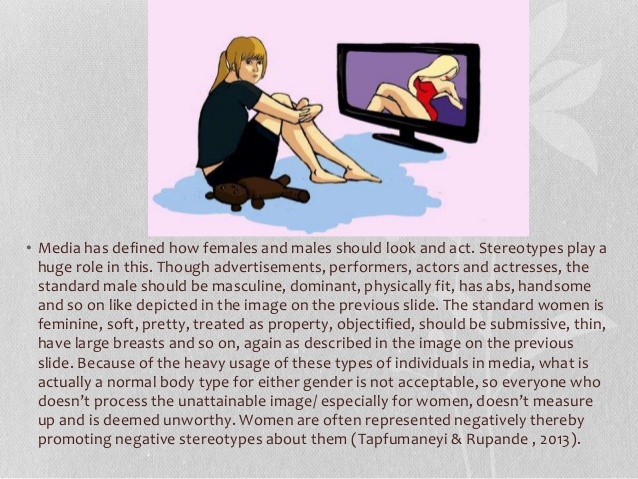 • Media has defined how females and males should look and act. Stereotypes play a
huge role in this. Though advertisements, performers, actors and actresses, the
standard male should be masculine, dominant, physically fit, has abs, handsome
and so on like depicted in the image on the previous slide. The standard women is
feminine, soft, pretty, treated as property, objectified, should be submissive, thin,
have large breasts and so on, again as described in the image on the previous
slide. Because of the heavy usage of these types of individuals in media, what is
actually a normal body type for either gender is not acceptable, so everyone who
doesn’t process the unattainable image/ especially for women, doesn’t measure
up and is deemed unworthy. Women are often represented negatively thereby
promoting negative stereotypes about them (Tapfumaneyi & Rupande , 2013).